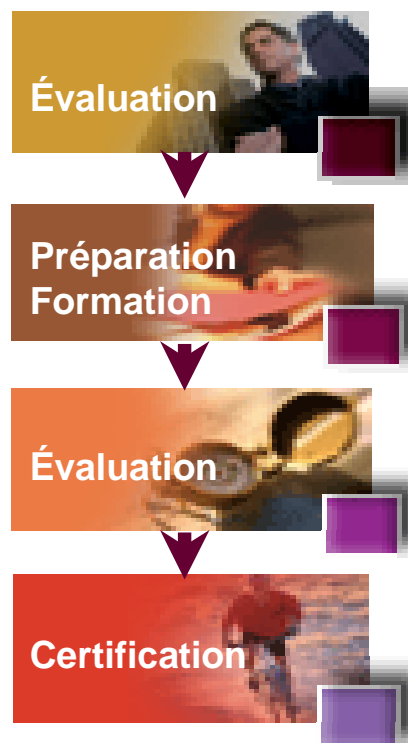 Évaluation
Préparation
Formation
Évaluation
Certification